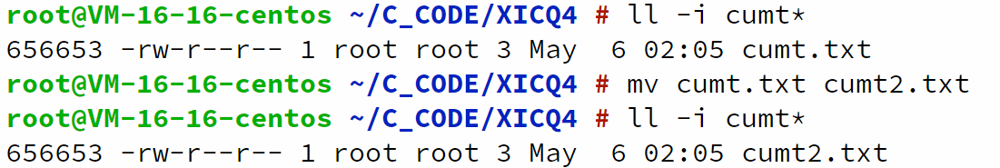 root@VM-16-16-centos ~/C_CODE/XICQ4 # ll -i cumt*
656653 -rw-r--r-- 1 root root 3 May  6 02:05 cumt.txt
root@VM-16-16-centos ~/C_CODE/XICQ4 # mv cumt.txt cumt2.txt
root@VM-16-16-centos ~/C_CODE/XICQ4 # ll -i cumt*
656653 -rw-r--r-- 1 root root 3 May  6 02:05 cumt2.txt